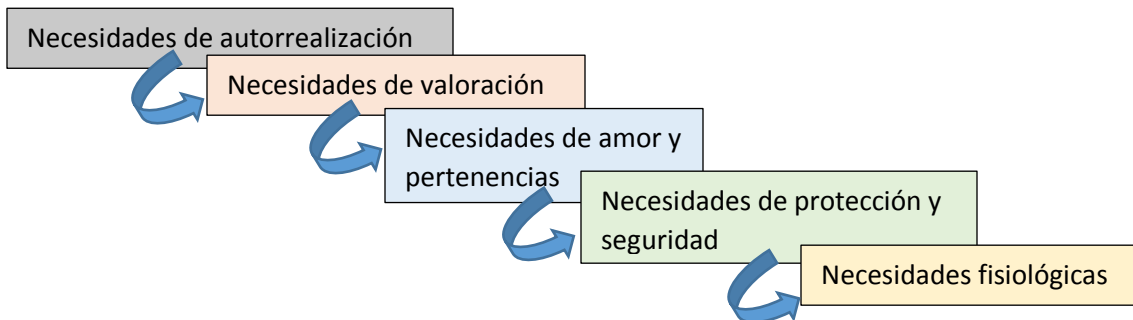 Necesidades de autorrealización
Necesidades de valoración
Necesidades de amor y
pertenencias
Necesidades de protección y
seguridad
Necesidades fisiológicas